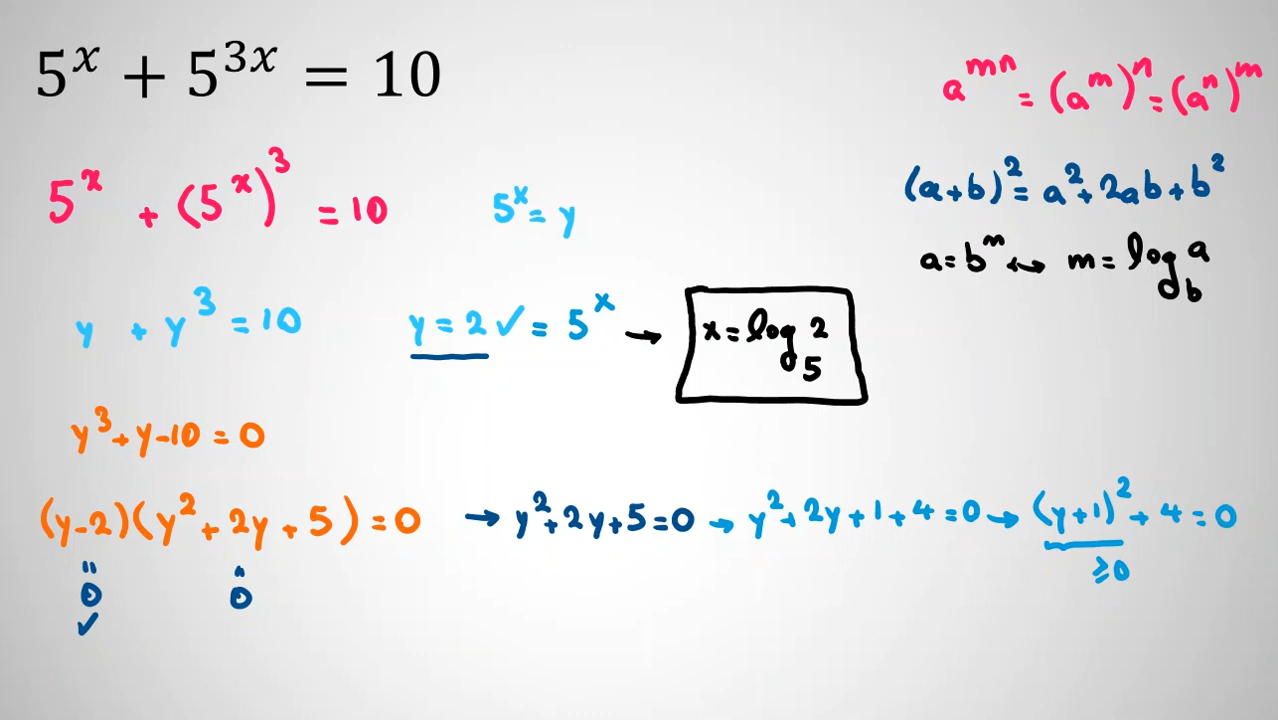 5^x + 5^{3x} = 10
a^{mn} = (a^m)^n = (a^n)^m
5^x + (5^x)^3 = 10
5^x = y
(a+b)^2 = a^2 + 2ab + b^2
a = b^m ↔ m = log_b a
y + y^3 = 10
y = 2 ✓ = 5^x → x = log_5 2
y^3 + y - 10 = 0
(y-2)(y^2 + 2y + 5) = 0 → y^2 + 2y + 5 = 0 → y^2 + 2y + 1 + 4 = 0 → (y+1)^2 + 4 = 0
≥0
" "
0 0
✓